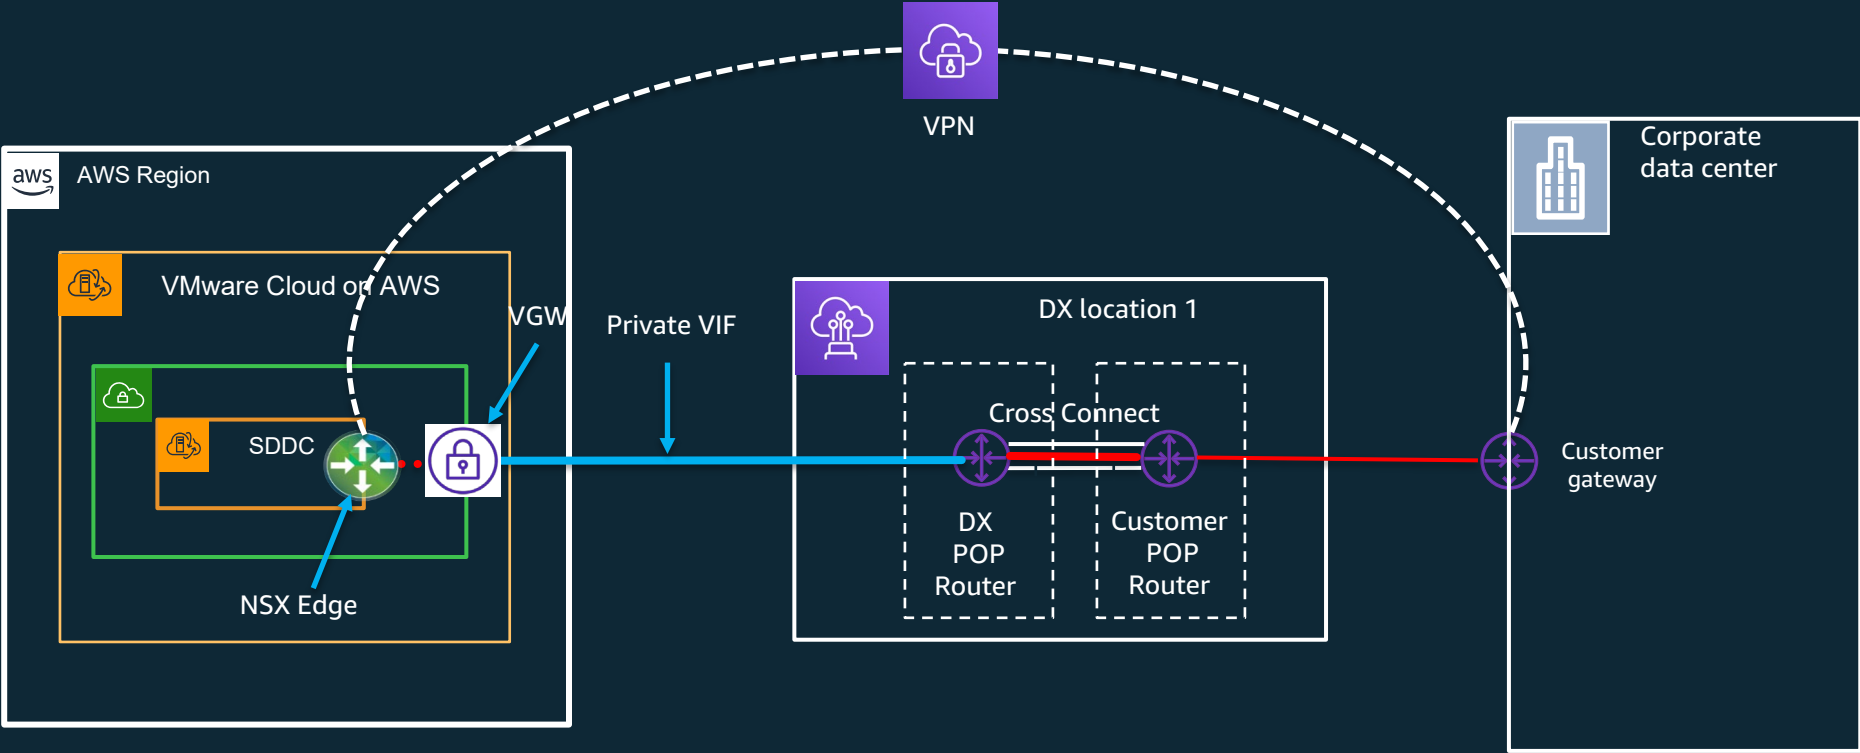 VPN
aws
AWS Region
Corporate
data center
VMware Cloud on AWS
VGW
Private VIF
DX location 1
Cross Connect
SDDC
Customer
gateway
DX
POP
Router
Customer
POP
Router
NSX Edge